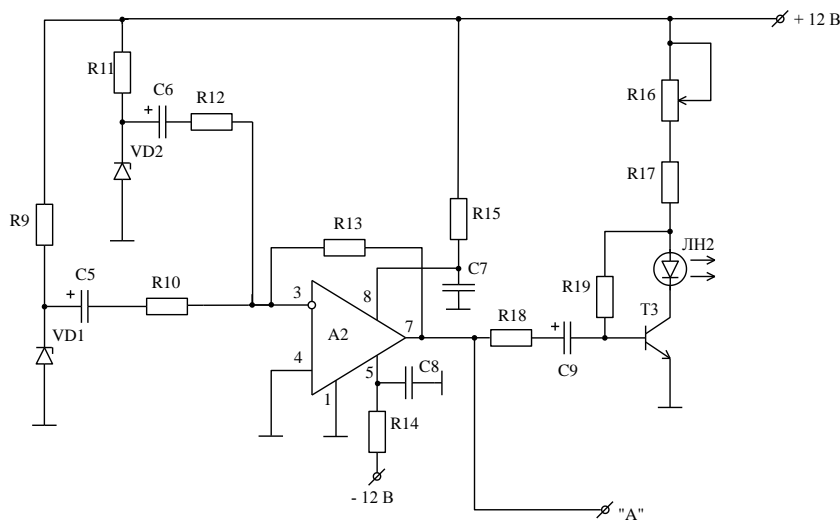 + 12 В
R11
C6
R12
R16
VD2
R17
R9
R13
R15
ЛН2
C5
R10
C7
R19
3
8
T3
VD1
A2
7
R18
4
5
C8
C9
1
R14
- 12 В
"А"
+
+
+